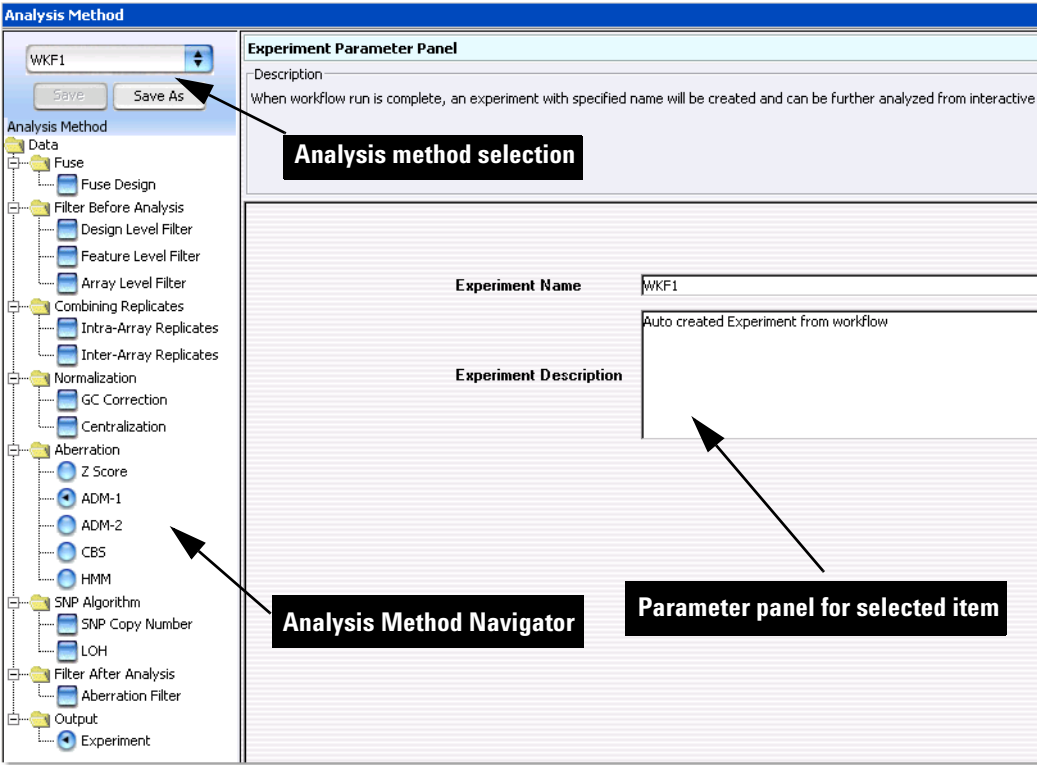 Analysis Method
WKF1
Save
Save As
Analysis Method
Data
Fuse
Fuse Design
Filter Before Analysis
Design Level Filter
Feature Level Filter
Array Level Filter
Combining Replicates
Intra-Array Replicates
Inter-Array Replicates
Normalization
GC Correction
Centralization
Aberration
Z Score
ADM-1
ADM-2
CBS
HMM
SNP Algorithm
SNP Copy Number
LOH
Filter After Analysis
Aberration Filter
Output
Experiment
Experiment Parameter Panel
Description
When workflow run is complete, an experiment with specified name will be created and can be further analyzed from interactive
Analysis method selection
Experiment Name
WKF1
Experiment Description
Auto created Experiment from workflow
Analysis Method Navigator
Parameter panel for selected item